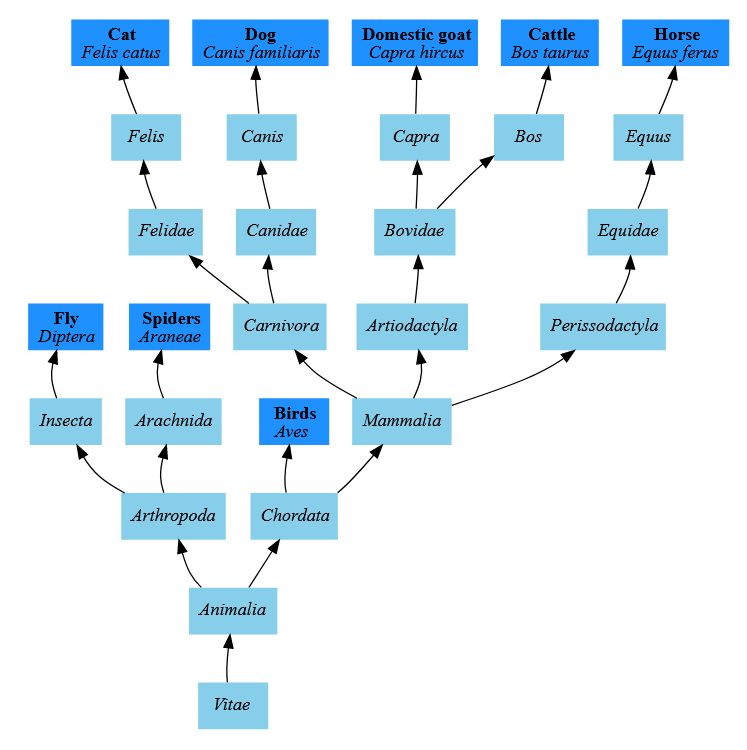 Cat
Felis catus
Dog
Canis familiaris
Domestic goat
Capra hircus
Cattle
Bos taurus
Horse
Equus ferus
Felis
Canis
Capra
Bos
Equus
Felidae
Canidae
Bovidae
Equidae
Fly
Diptera
Spiders
Araneae
Carnivora
Artiodactyla
Perissodactyla
Insecta
Arachnida
Birds
Aves
Mammalia
Arthropoda
Chordata
Animalia
Vitae